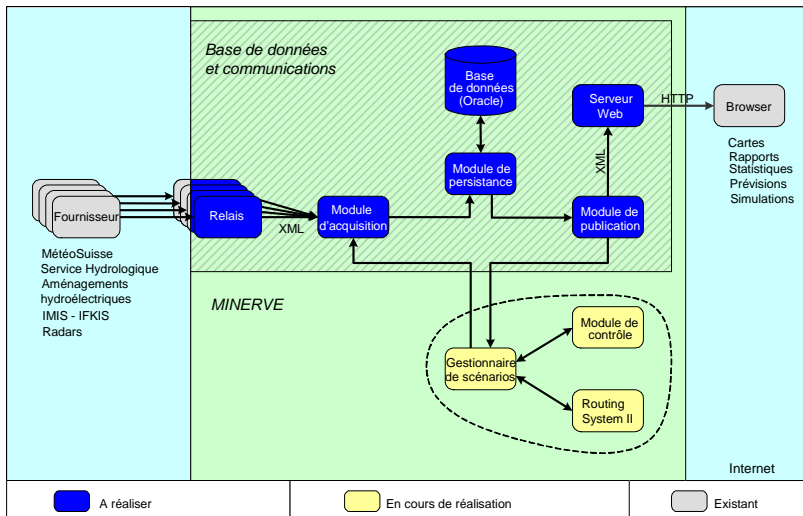 Base de données
et communications
Base
de données
(Oracle)
Serveur
Web
HTTP
Browser
XML
Cartes
Rapports
Statistiques
Prévisions
Simulations
Module de
persistance
Fournisseur
Relais
XML
Module
d'acquisition
Module de
publication
MétéoSuisse
Service Hydrologique
Aménagements
hydroélectriques
IMIS - IFKIS
Radars
MINERVE
Module de
contrôle
Gestionnaire
de scénarios
Routing
System II
Internet
A réaliser
En cours de réalisation
Existant